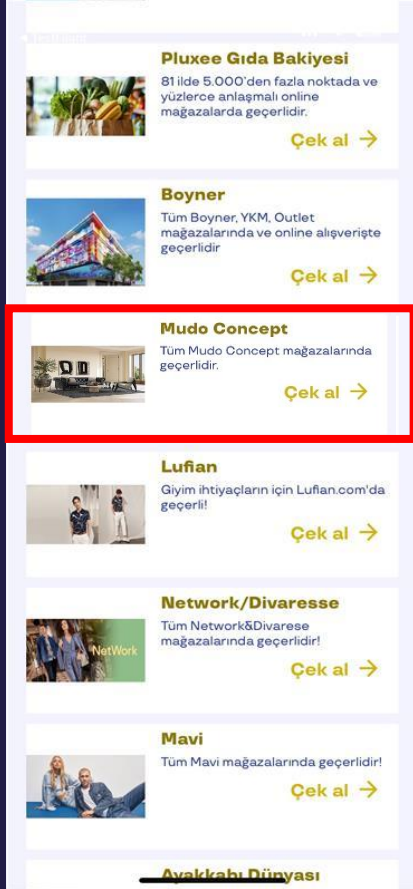 Pluxee Gıda Bakiyesi
81 ilde 5.000'den fazla noktada ve
yüzlerce anlaşmalı online
mağazalarda geçerlidir.
Çek al →
Boyner
Tüm Boyner, YKM, Outlet
mağazalarında ve online alışverişte
geçerlidir
Çek al →
Mudo Concept
Tüm Mudo Concept mağazalarında
geçerlidir.
Çek al →
Lufian
Giyim ihtiyaçların için Lufian.com'da
geçerli!
Çek al →
Network/Divaresse
Tüm Network&Divarese
mağazalarında geçerlidir!
NetWork
Çek al →
Mavi
Tüm Mavi mağazalarında geçerlidir!
Çek al →
Ayakkabı Dünyası